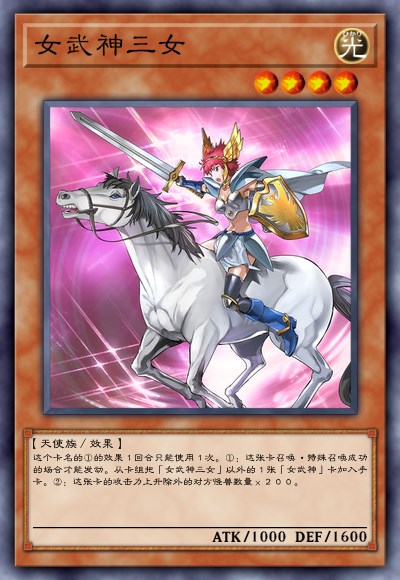 女武神三女
ひかり
光
【天使族／效果】
这个卡名的①的效果1回合只能使用1次。①：这张卡召唤·特殊召唤成功
的场合才能发动。从卡组把「女武神三女」以外的1张「女武神」卡加入手
卡。②：这张卡的攻击力上升除外的对方怪兽数量×２００。
ATK/1000 DEF/1600